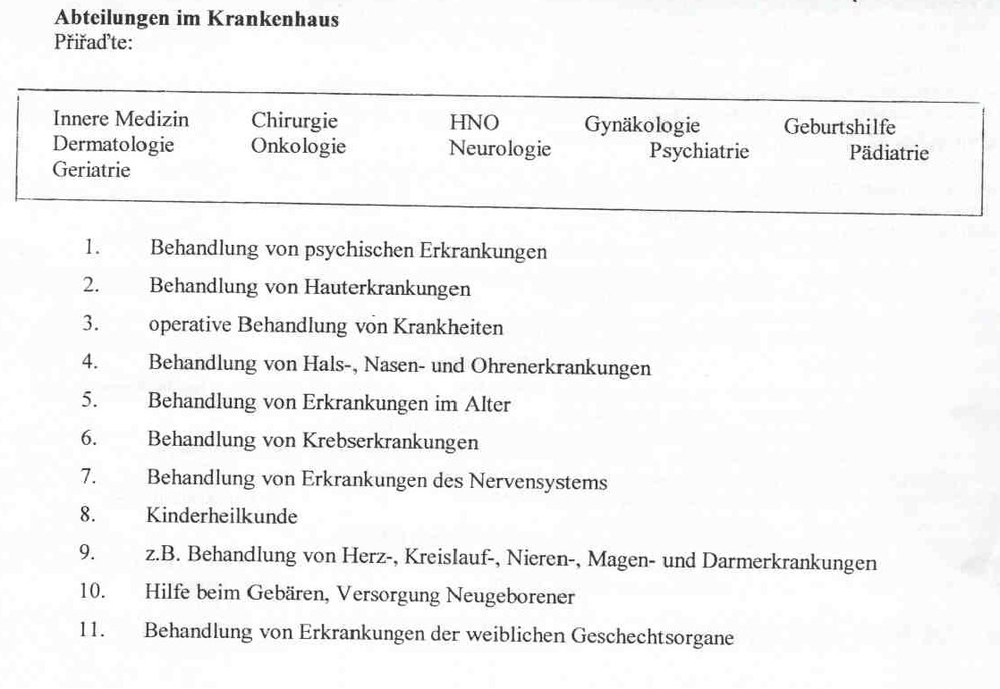 Abteilungen im Krankenhaus
Přiřaďte:
Innere Medizin Chirurgie HNO Gynäkologie Geburtshilfe
Dermatologie Onkologie Neurologie Psychiatrie Pädiatrie
Geriatrie
1. Behandlung von psychischen Erkrankungen
2. Behandlung von Hauterkrankungen
3. operative Behandlung von Krankheiten
4. Behandlung von Hals-, Nasen- und Ohrenerkrankungen
5. Behandlung von Erkrankungen im Alter
6. Behandlung von Krebserkrankungen
7. Behandlung von Erkrankungen des Nervensystems
8. Kinderheilkunde
9. z.B. Behandlung von Herz-, Kreislauf-, Nieren-, Magen- und Darmerkrankungen
10. Hilfe beim Gebären, Versorgung Neugeborener
11. Behandlung von Erkrankungen der weiblichen Geschechtsorgane